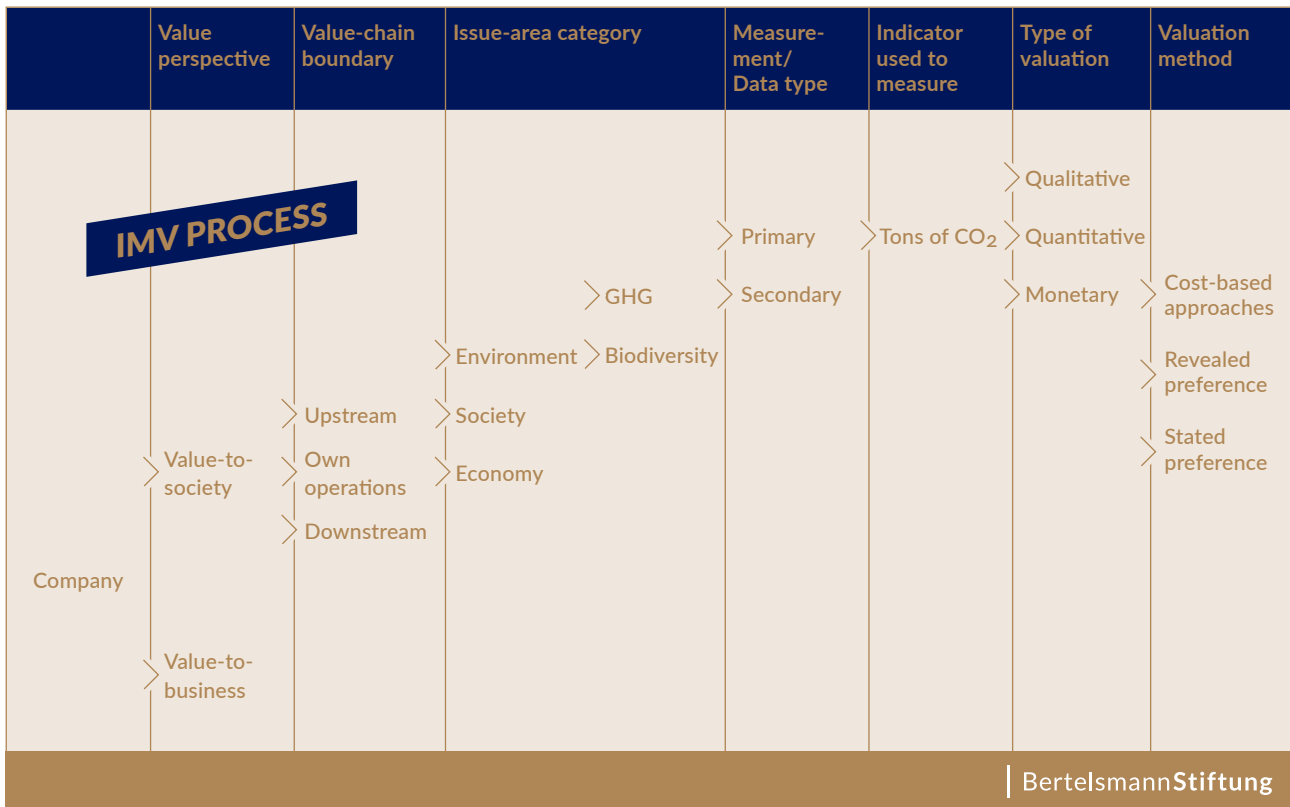 Value
perspective
Value-chain
boundary
Issue-area category
Measure-
ment/
Data type
Indicator
used to
measure
Type of
valuation
Valuation
method
IMV PROCESS
Qualitative
Primary
Tons of CO2
Quantitative
GHG
Secondary
Monetary
Cost-based
approaches
Environment
Biodiversity
Revealed
preference
Upstream
Society
Stated
preference
Value-to-
society
Own
operations
Economy
Downstream
Company
Value-to-
business
BertelsmannStiftung